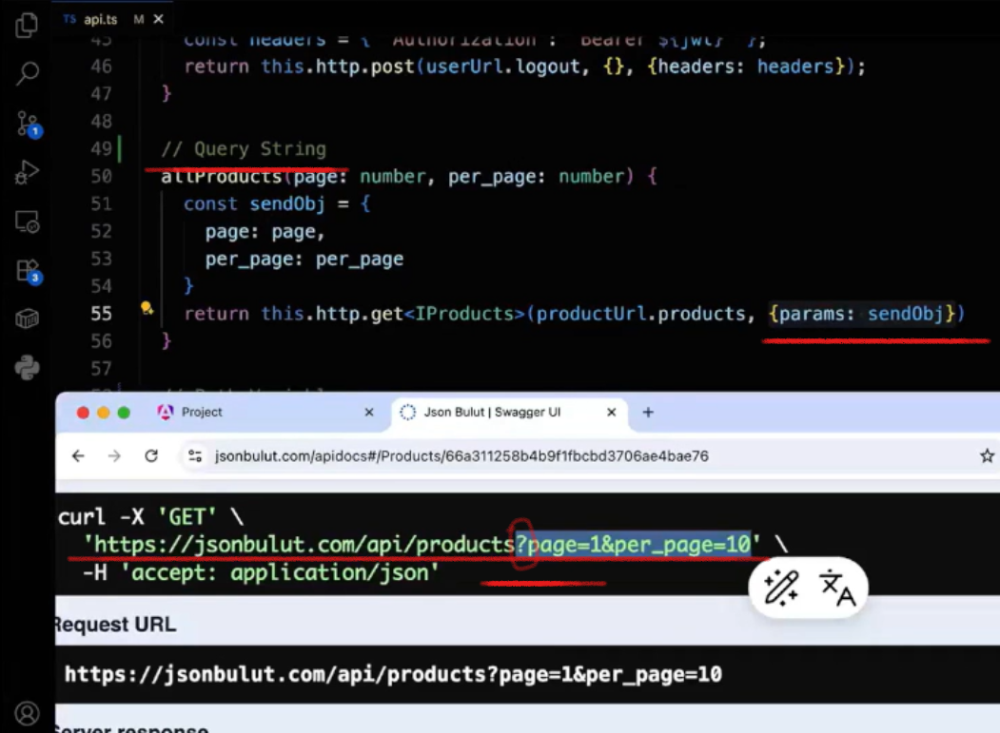 TS api.ts M
45 const headers = { 'Authorization': `Bearer ${jwt}` };
46 return this.http.post(userUrl.logout, {}, {headers: headers});
47 }
48
49 // Query String
50 allProducts(page: number, per_page: number) {
51 const sendObj = {
52 page: page,
53 per_page: per_page
54 }
55 return this.http.get<IProducts>(productUrl.products, {params: sendObj})
56 }
57
1
3
Project
Json Bulut | Swagger UI
jsonbulut.com/apidocs#/Products/66a311258b4b9f1fbcbd3706ae4bae76
curl -X 'GET' \
'https://jsonbulut.com/api/products?page=1&per_page=10' \
-H 'accept: application/json'
Request URL
https://jsonbulut.com/api/products?page=1&per_page=10
Server response